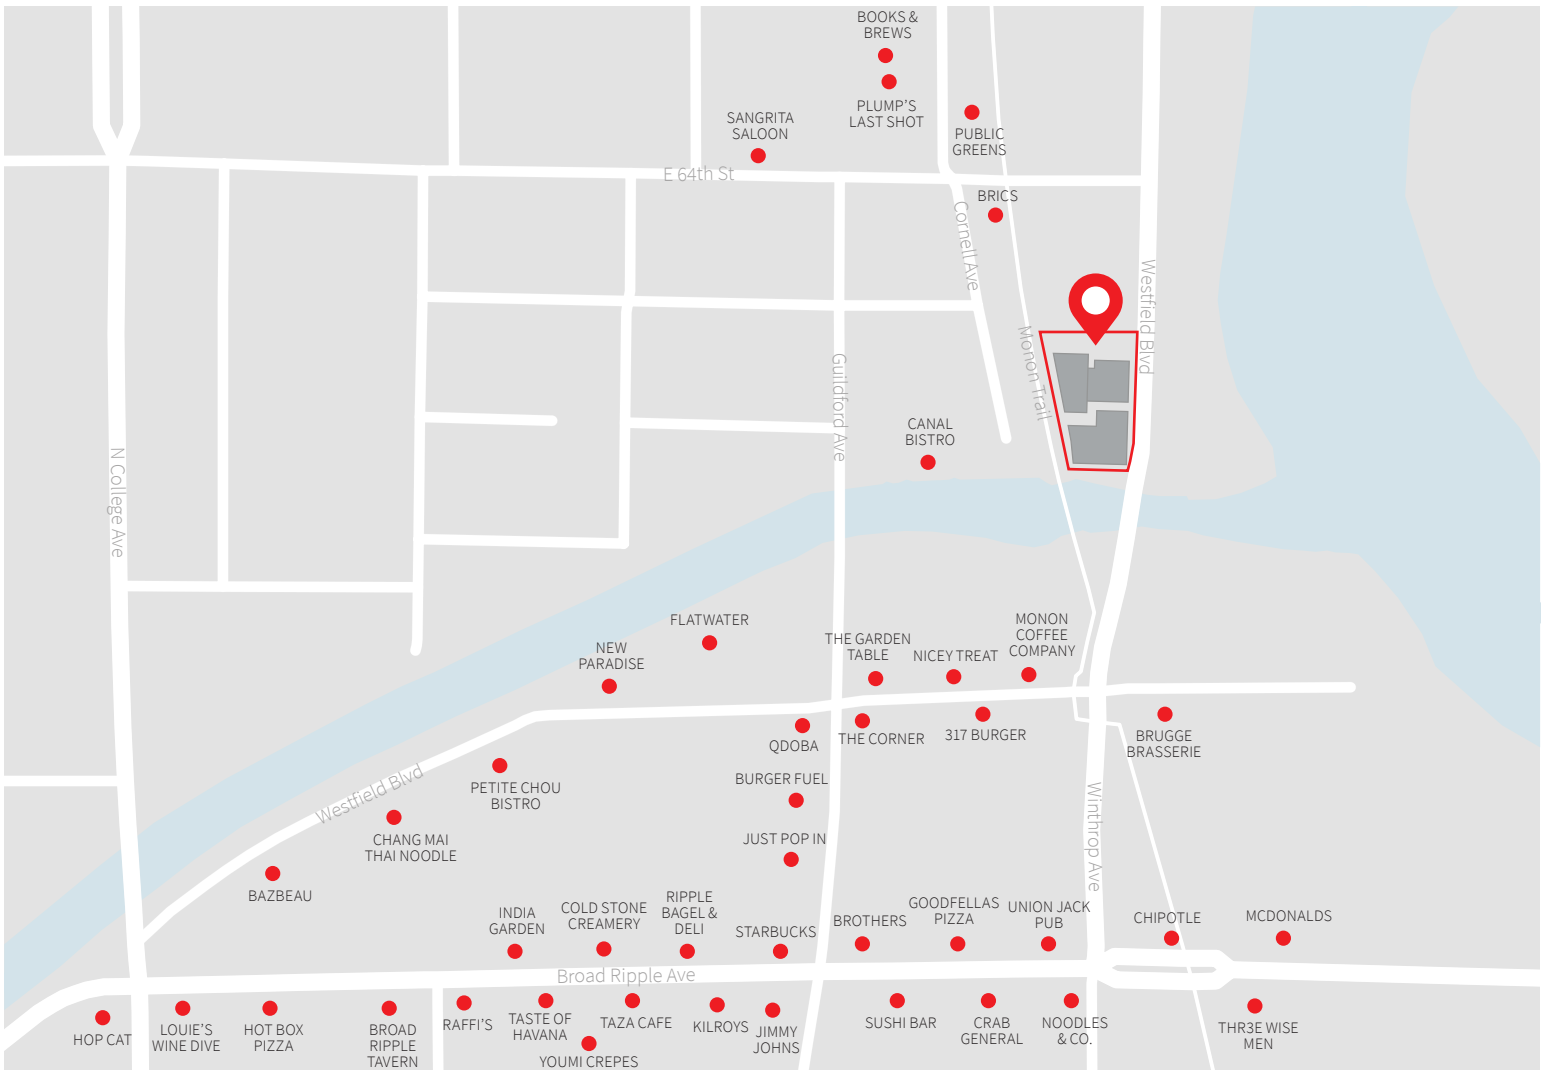 BOOKS &
BREWS
PLUMP'S
LAST SHOT
SANGRITA
SALOON
PUBLIC
GREENS
E 64th St
BRICS
Cornell Ave
Westfield Blvd
Monon Trail
Guildford Ave
CANAL
BISTRO
N College Ave
FLATWATER
NEW
PARADISE
THE GARDEN
TABLE
NICEY TREAT
MONON
COFFEE
COMPANY
QDOBA
THE CORNER
317 BURGER
BRUGGE
BRASSERIE
Westfield Blvd
PETITE CHOU
BISTRO
BURGER FUEL
CHANG MAI
THAI NOODLE
JUST POP IN
Winthrop Ave
BAZBEAU
INDIA
GARDEN
COLD STONE
CREAMERY
RIPPLE
BAGEL &
DELI
STARBUCKS
BROTHERS
GOODFELLAS
PIZZA
UNION JACK
PUB
CHIPOTLE
MCDONALDS
Broad Ripple Ave
HOP CAT
LOUIE'S
WINE DIVE
HOT BOX
PIZZA
BROAD
RIPPLE
TAVERN
RAFFI'S
TASTE OF
HAVANA
YOUMI CREPES
TAZA CAFE
KILROYS
JIMMY
JOHNS
SUSHI BAR
CRAB
GENERAL
NOODLES
& CO.
THR3E WISE
MEN